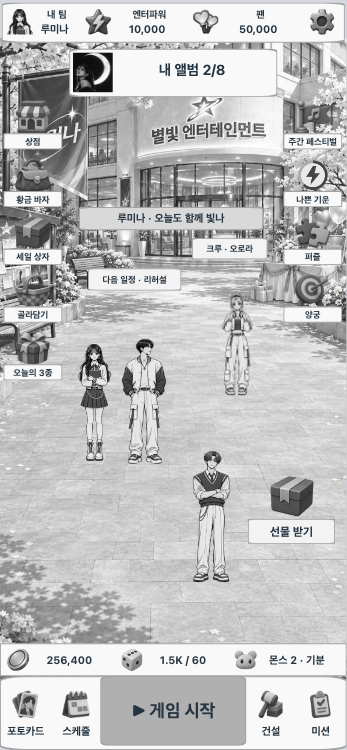 내 팀
루미나
엔터파워
10,000
팬
50,000
내 앨범 2/8
별빛 엔터테인먼트
상점
주간 페스티벌
황금 바자
나쁜 기운
루미나 · 오늘도 함께 빛나
크루 · 오로라
세일 상자
퍼즐
다음 일정 · 리허설
골라담기
양궁
오늘의 3종
선물 받기
256,400
1.5K / 60
몬스 2 · 기분
포토카드
스케줄
▶ 게임 시작
건설
미션